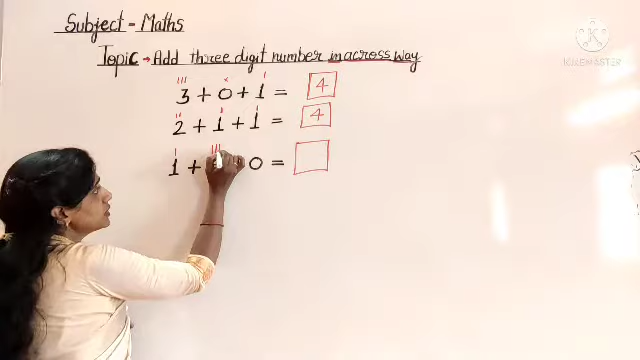 Subject - Maths
Topic → Add three digit number in across way
3 + 0 + 1 = 4
2 + 1 + 1 = 4
1 + 0 =
KINEMASTER